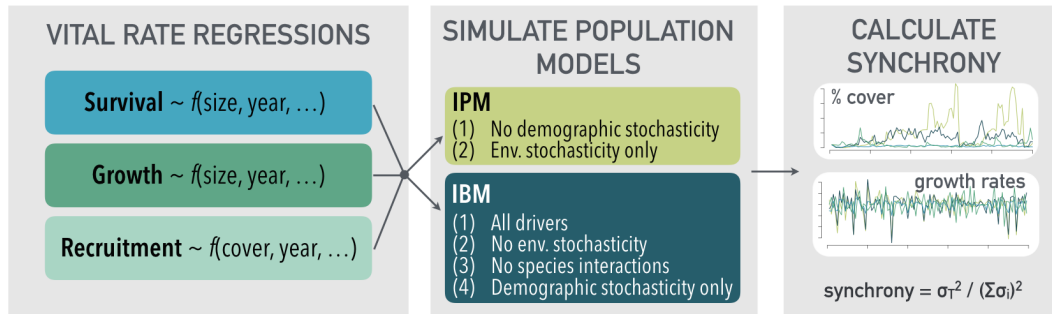 VITAL RATE REGRESSIONS
Survival ~ f(size, year, …)
Growth ~ f(size, year, …)
Recruitment ~ f(cover, year, …)
SIMULATE POPULATION
MODELS
IPM
(1) No demographic stochasticity
(2) Env. stochasticity only
IBM
(1) All drivers
(2) No env. stochasticity
(3) No species interactions
(4) Demographic stochasticity only
CALCULATE
SYNCHRONY
% cover
growth rates
synchrony = σT² / (Σσi)²